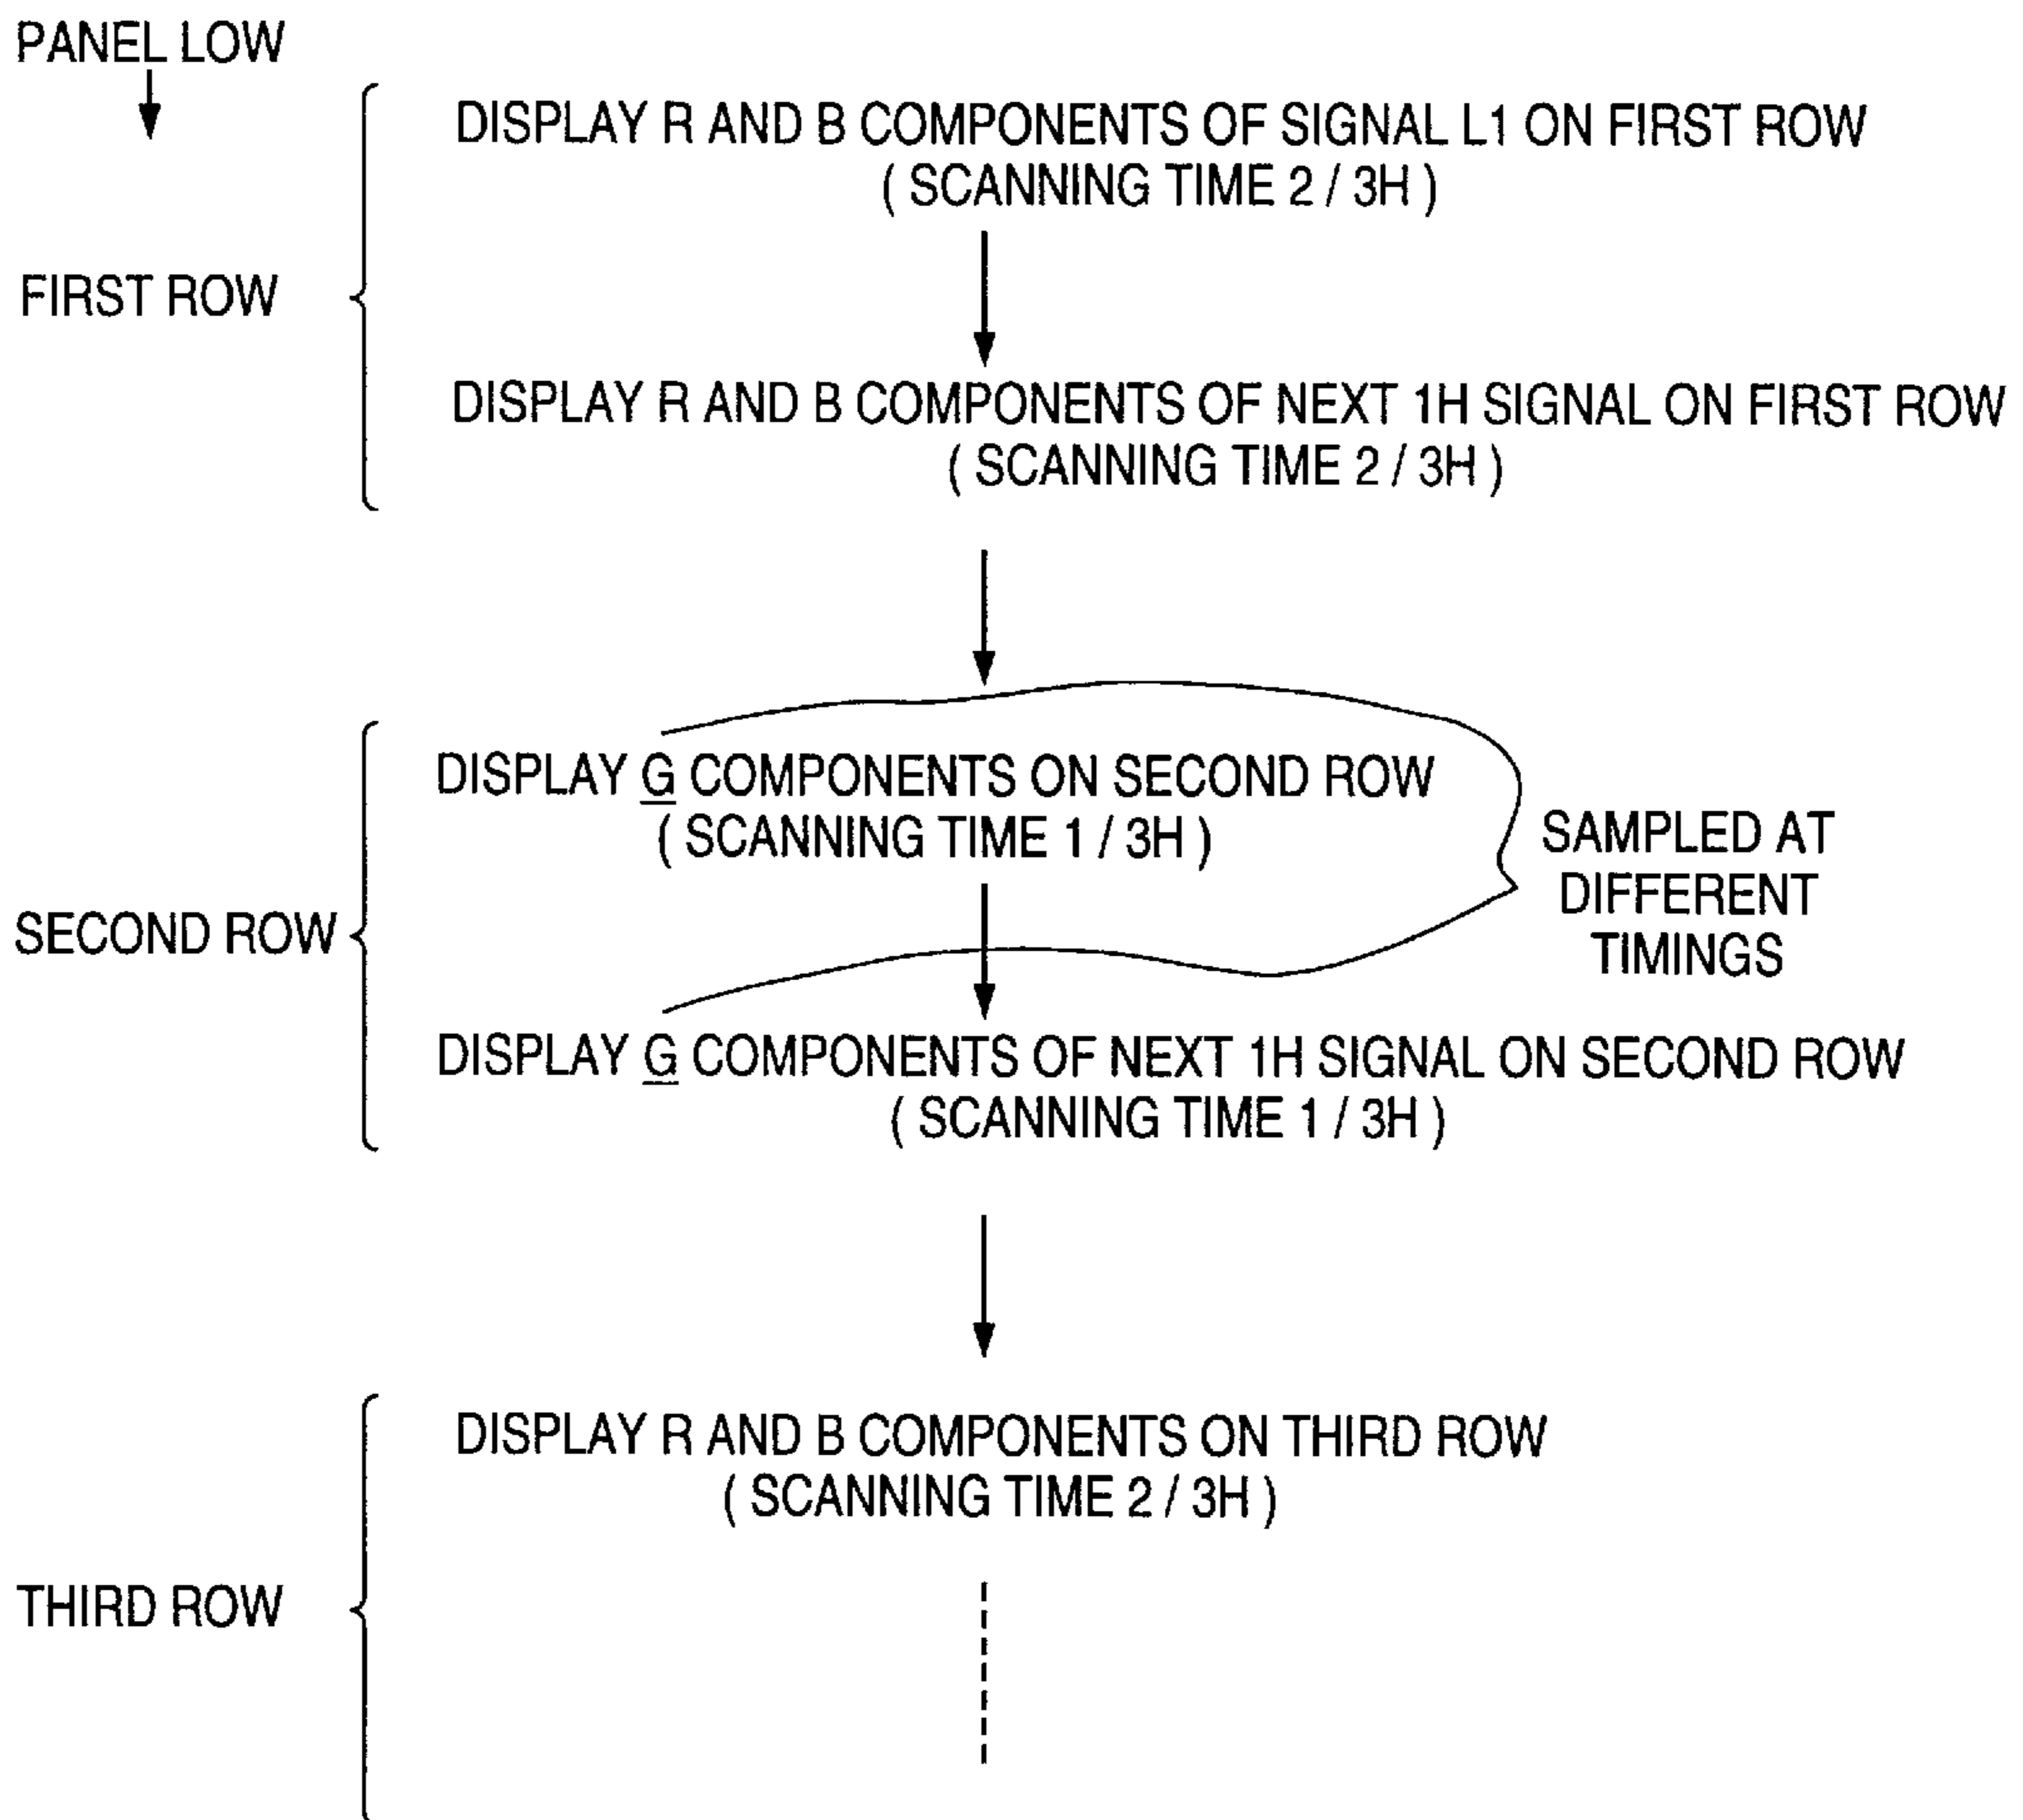 PANEL LOW
DISPLAY R AND B COMPONENTS OF SIGNAL L1 ON FIRST ROW
( SCANNING TIME 2 / 3H )
FIRST ROW
DISPLAY R AND B COMPONENTS OF NEXT 1H SIGNAL ON FIRST ROW
( SCANNING TIME 2 / 3H )
DISPLAY G COMPONENTS ON SECOND ROW
( SCANNING TIME 1 / 3H )
SAMPLED AT
DIFFERENT
TIMINGS
SECOND ROW
DISPLAY G COMPONENTS OF NEXT 1H SIGNAL ON SECOND ROW
( SCANNING TIME 1 / 3H )
DISPLAY R AND B COMPONENTS ON THIRD ROW
( SCANNING TIME 2 / 3H )
THIRD ROW